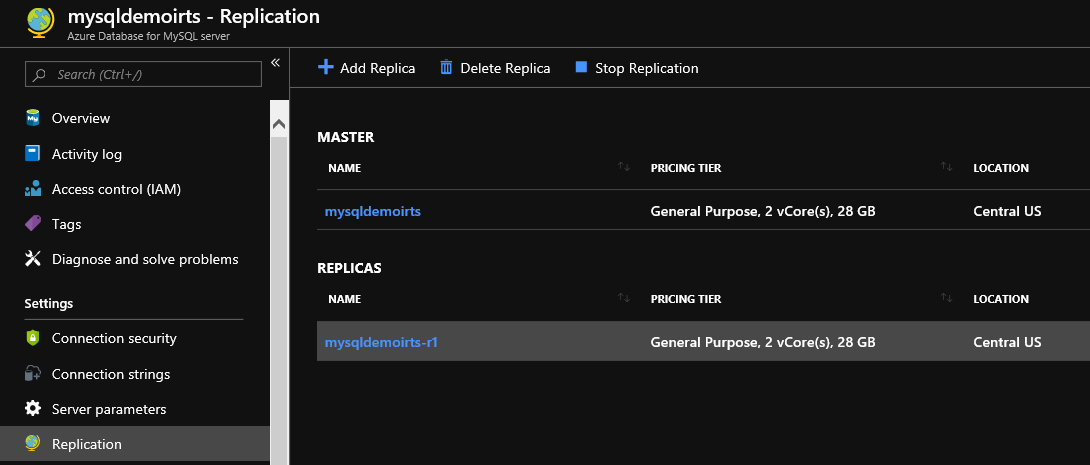 mysqldemoirts - Replication
Azure Database for MySQL server
Search (Ctrl+/)
«
Overview
Activity log
Access control (IAM)
Tags
Diagnose and solve problems
Settings
Connection security
Connection strings
Server parameters
Replication
Add Replica Delete Replica Stop Replication
MASTER
NAME PRICING TIER LOCATION
mysqldemoirts General Purpose, 2 vCore(s), 28 GB Central US
REPLICAS
NAME PRICING TIER LOCATION
mysqldemoirts-r1 General Purpose, 2 vCore(s), 28 GB Central US